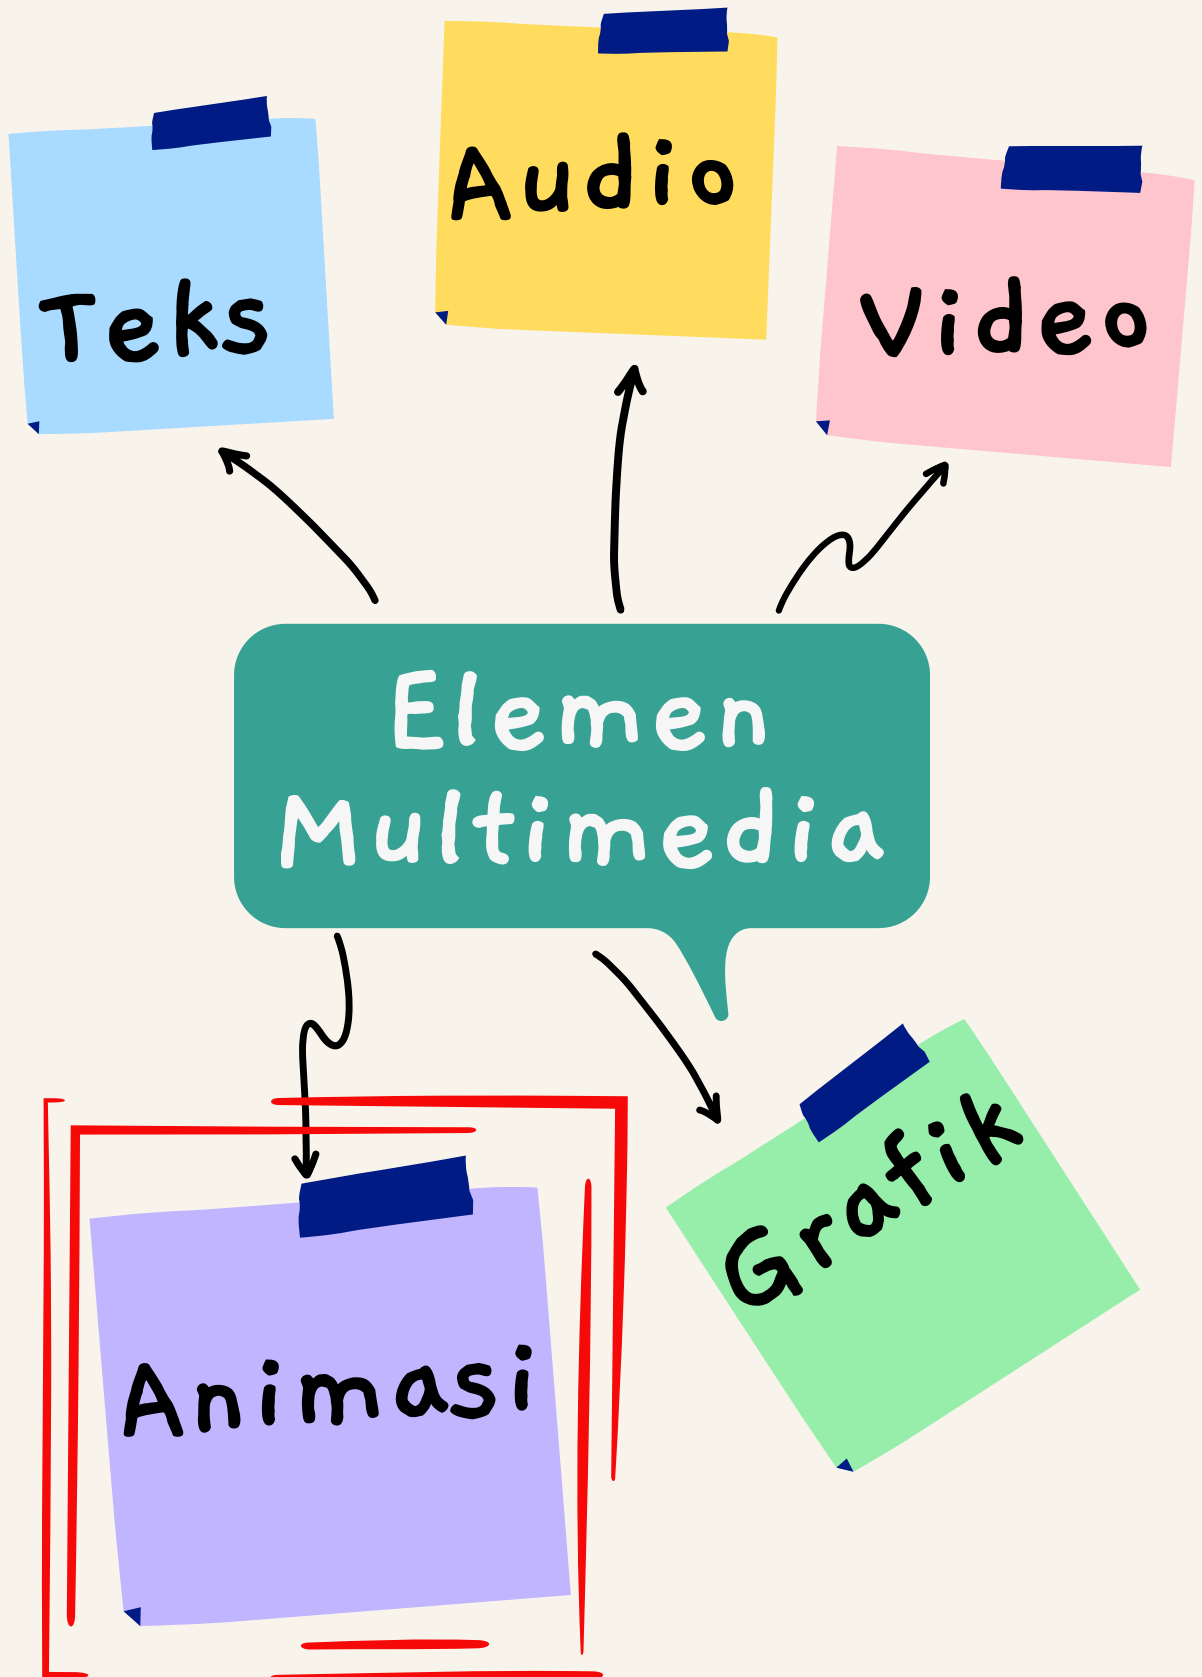 Teks
Audio
Video
Elemen
Multimedia
Animasi
Grafik